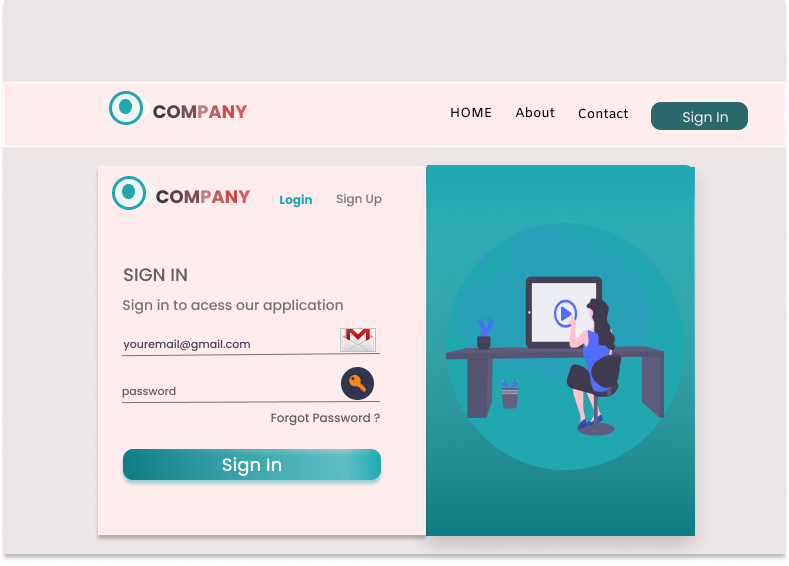 COMPANY
HOME About Contact Sign In
COMPANY
Login Sign Up
SIGN IN
Sign in to acess our application
youremail@gmail.com
password
Forgot Password ?
Sign In